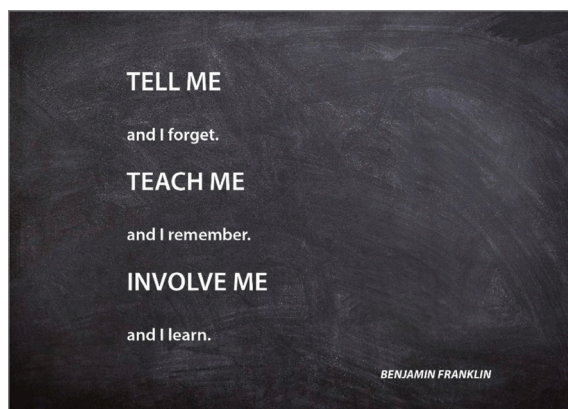 TELL ME
and I forget.
TEACH ME
and I remember.
INVOLVE ME
and I learn.
BENJAMIN FRANKLIN